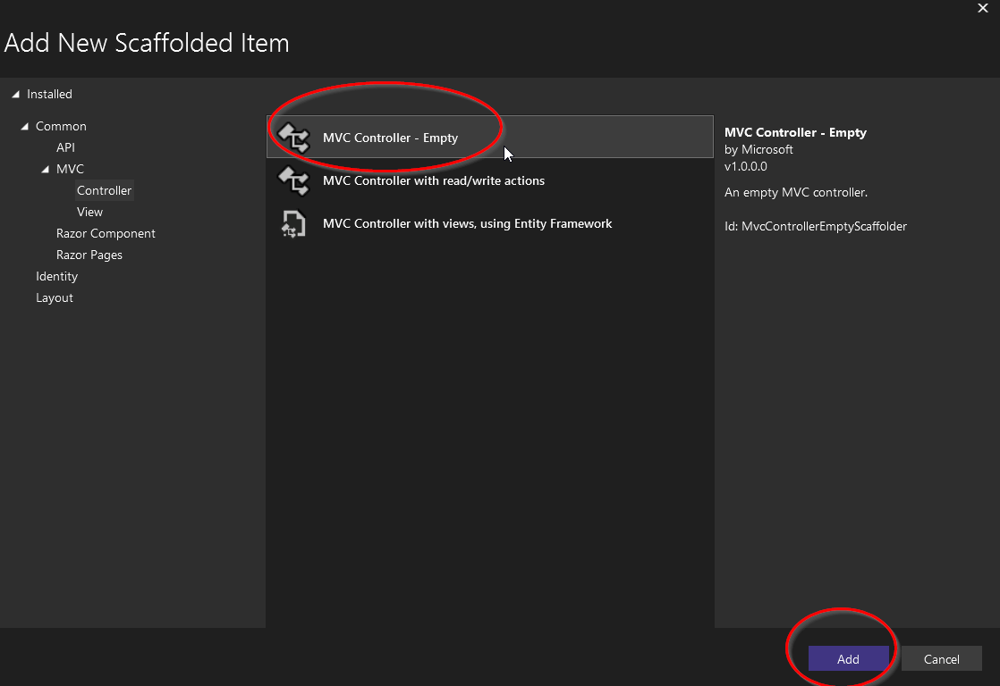 Add New Scaffolded Item
Installed
Common
API
MVC
Controller
View
Razor Component
Razor Pages
Identity
Layout
MVC Controller - Empty
MVC Controller with read/write actions
MVC Controller with views, using Entity Framework
MVC Controller - Empty
by Microsoft
v1.0.0.0
An empty MVC controller.
Id: MvcControllerEmptyScaffolder
Add
Cancel